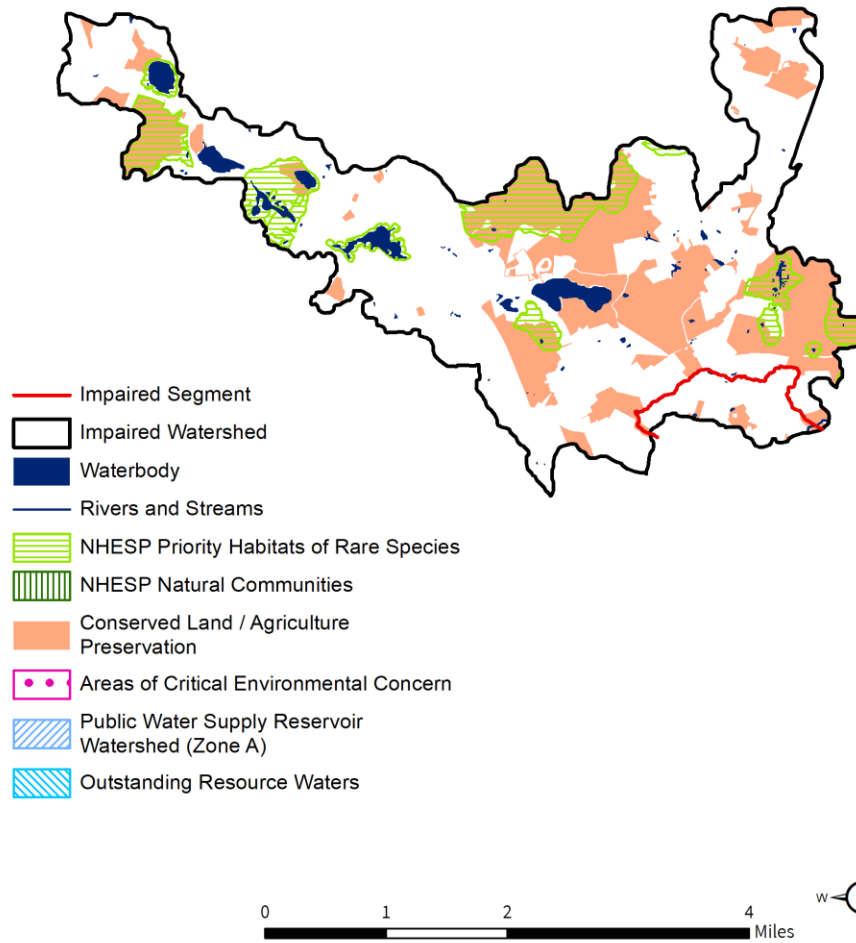 Impaired Segment
Impaired Watershed
Waterbody
Rivers and Streams
NHESP Priority Habitats of Rare Species
NHESP Natural Communities
Conserved Land / Agriculture
Preservation
Areas of Critical Environmental Concern
Public Water Supply Reservoir
Watershed (Zone A)
Outstanding Resource Waters
W
0 1 2 4
Miles